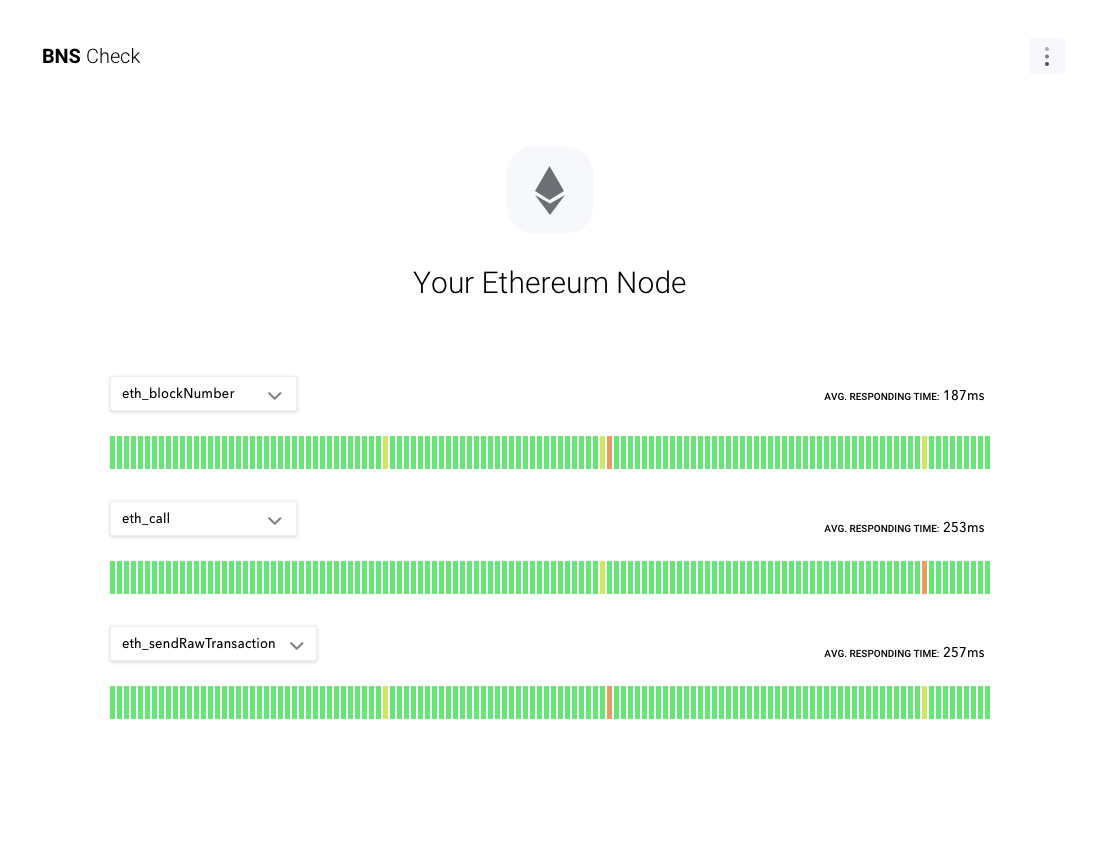 BNS Check
Your Ethereum Node
eth_blockNumber
AVG. RESPONDING TIME: 187ms
eth_call
AVG. RESPONDING TIME: 253ms
eth_sendRawTransaction
AVG. RESPONDING TIME: 257ms